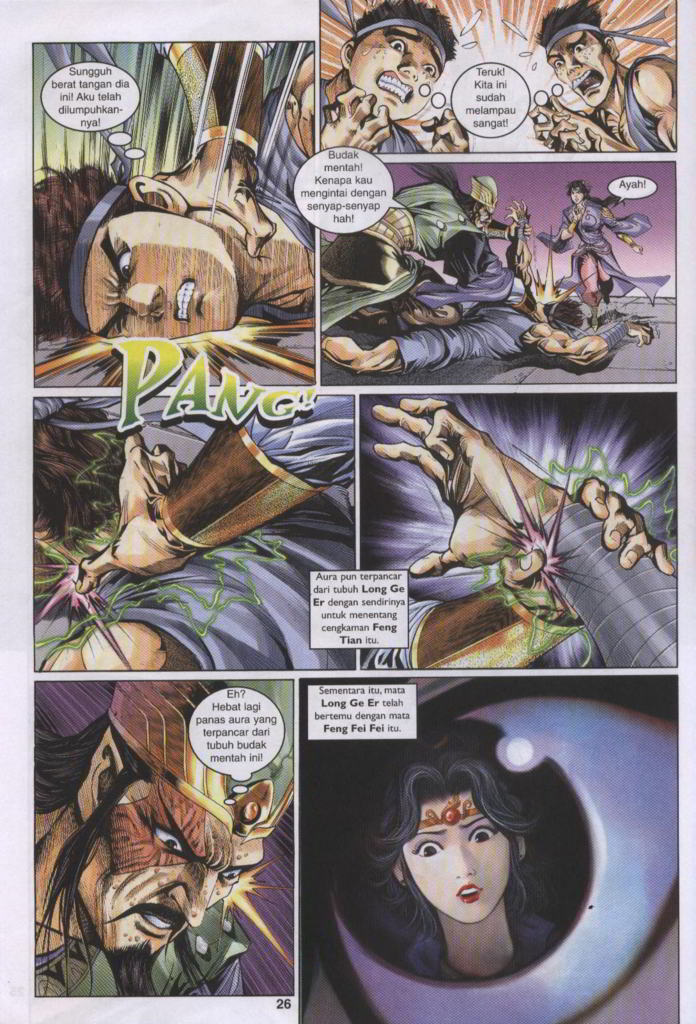 Sungguh
berat tangan dia
ini! Aku telah
dilumpuhkan-
nya!
Teruk!
Kita ini
sudah
melampau
sangat!
Budak
mentah!
Kenapa kau
mengintai dengan
senyap-senyap
hah!
Ayah!
PANG!!
Aura pun terpancar
dari tubuh Long Ge
Er dengan sendirinya
untuk menentang
cengkaman Feng
Tian itu.
Eh?
Hebat lagi
panas aura yang
terpancar dari
tubuh budak
mentah ini!
Sementara itu, mata
Long Ge Er telah
bertemu dengan mata
Feng Fei Fei itu.
26